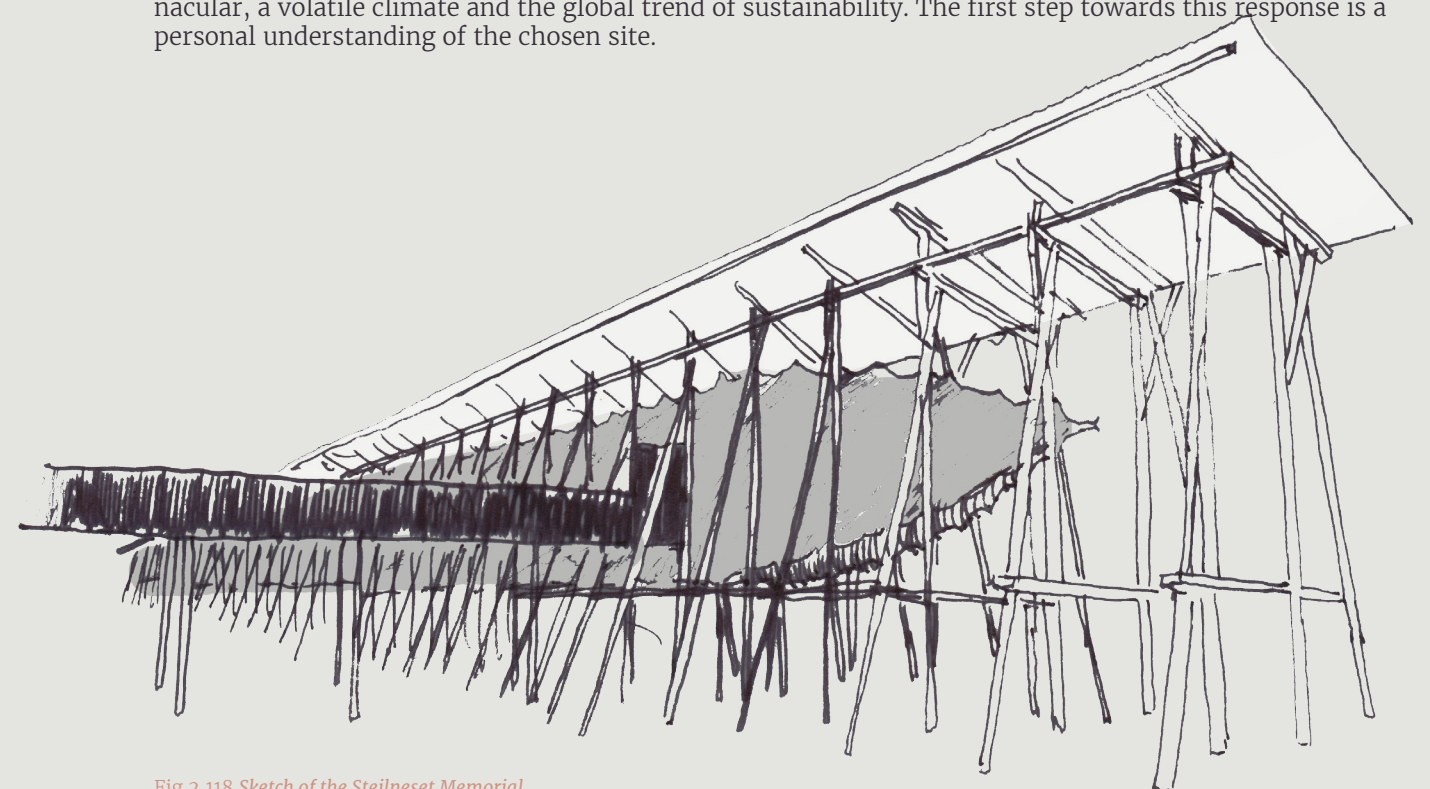 nacular, a volatile climate and the global trend of sustainability. The first step towards this response is a
personal understanding of the chosen site.
Fig 2.118 Sketch of the Steilneset Memorial